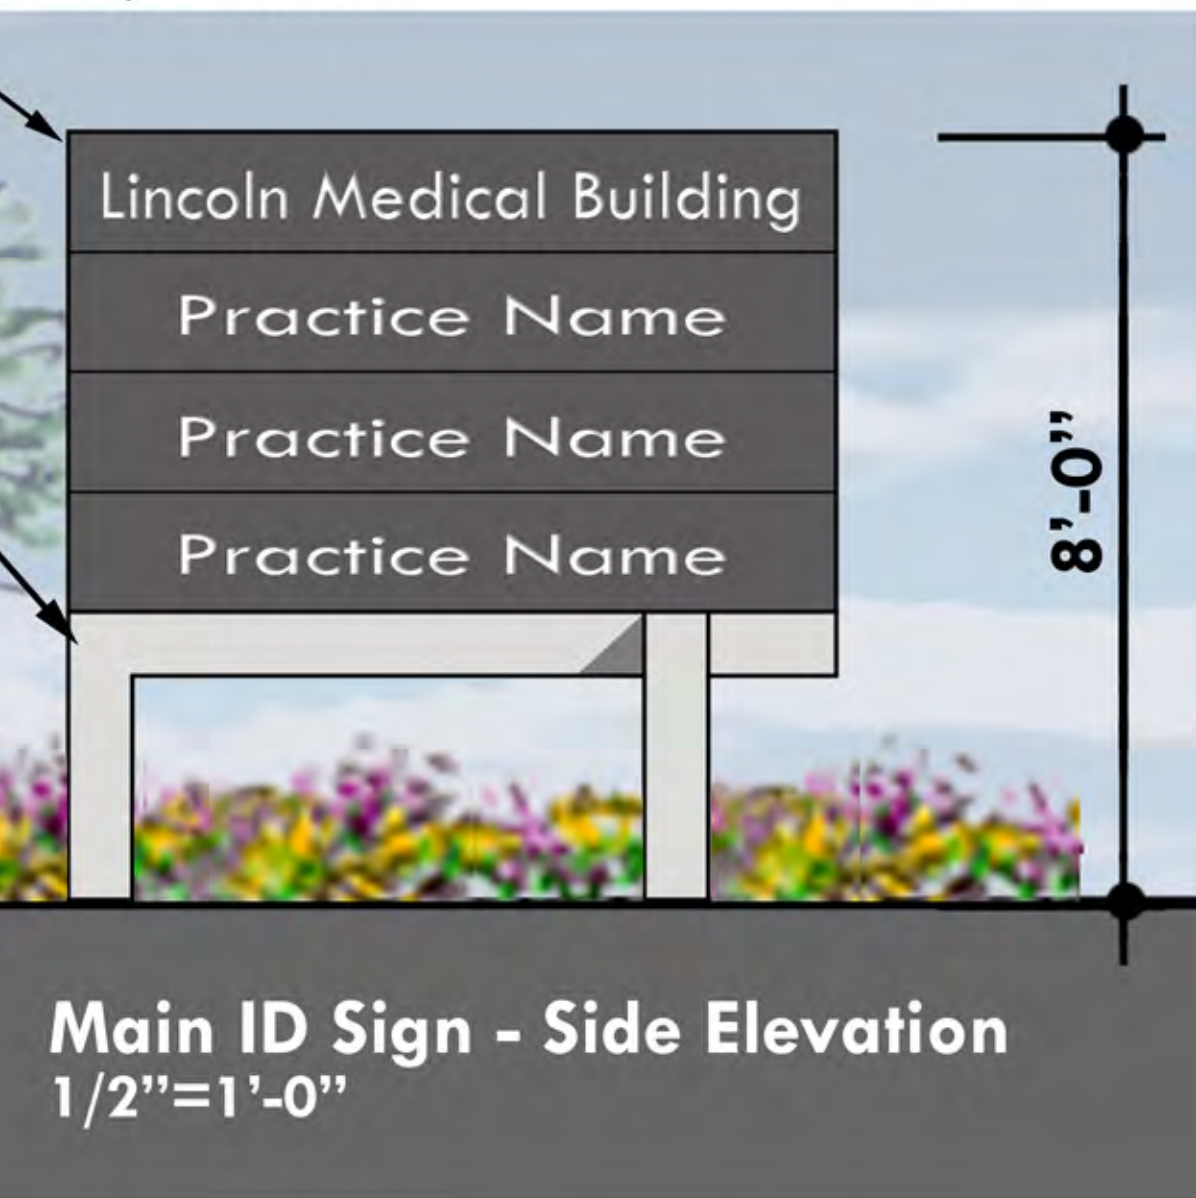 Lincoln Medical Building
Practice Name
Practice Name
Practice Name
8’-0”
Main ID Sign - Side Elevation
1/2”=1’-0”